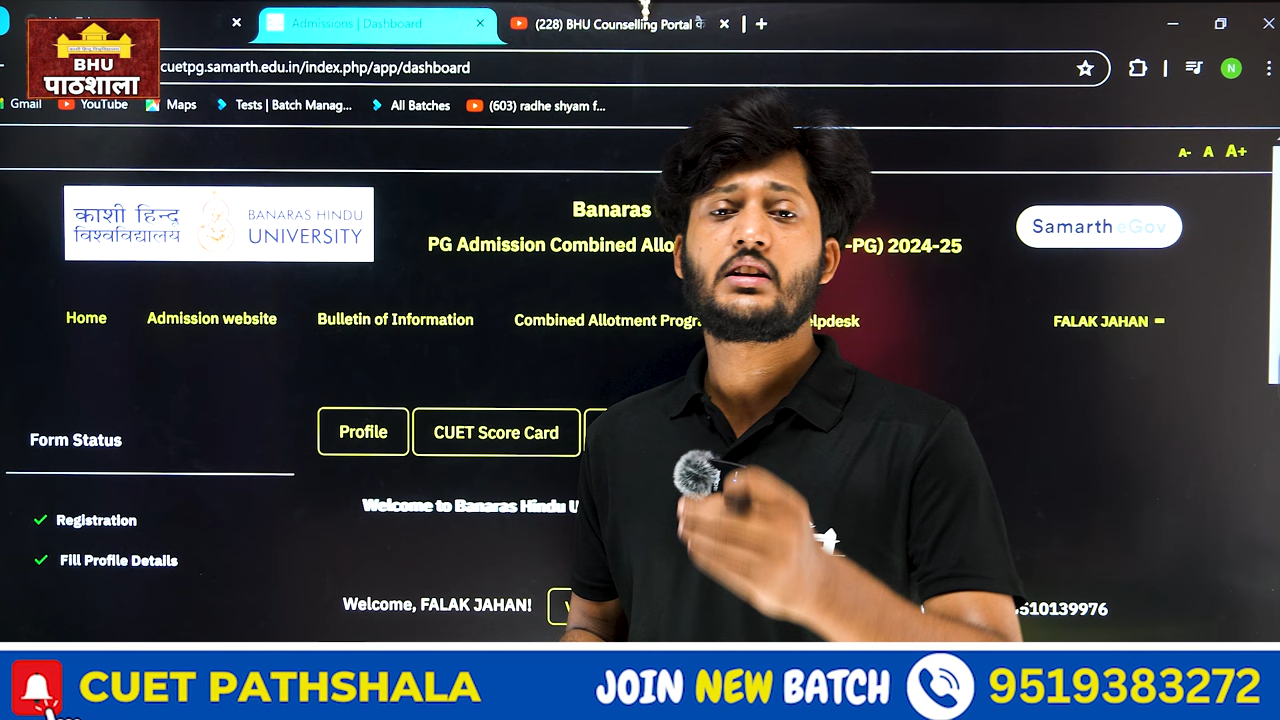 Admissions | Dashboard
(228) BHU Counselling Portal के
BHU
पाठशाला
cuetpg.samarth.edu.in/index.php/app/dashboard
N
Gmail
YouTube
Maps
Tests | Batch Manag...
All Batches
(603) radhe shyam f...
A- A A+
काशी हिन्दू
विश्वविद्यालय
BANARAS HINDU
UNIVERSITY
Banaras
PG Admission Combined Allo
-PG) 2024-25
Samarth eGov
Home
Admission website
Bulletin of Information
Combined Allotment Progr
elpdesk
FALAK JAHAN
Form Status
Profile
CUET Score Card
Welcome to Banaras Hindu U
Registration
Fill Profile Details
Welcome, FALAK JAHAN!
510139976
CUET PATHSHALA
JOIN NEW BATCH
9519383272